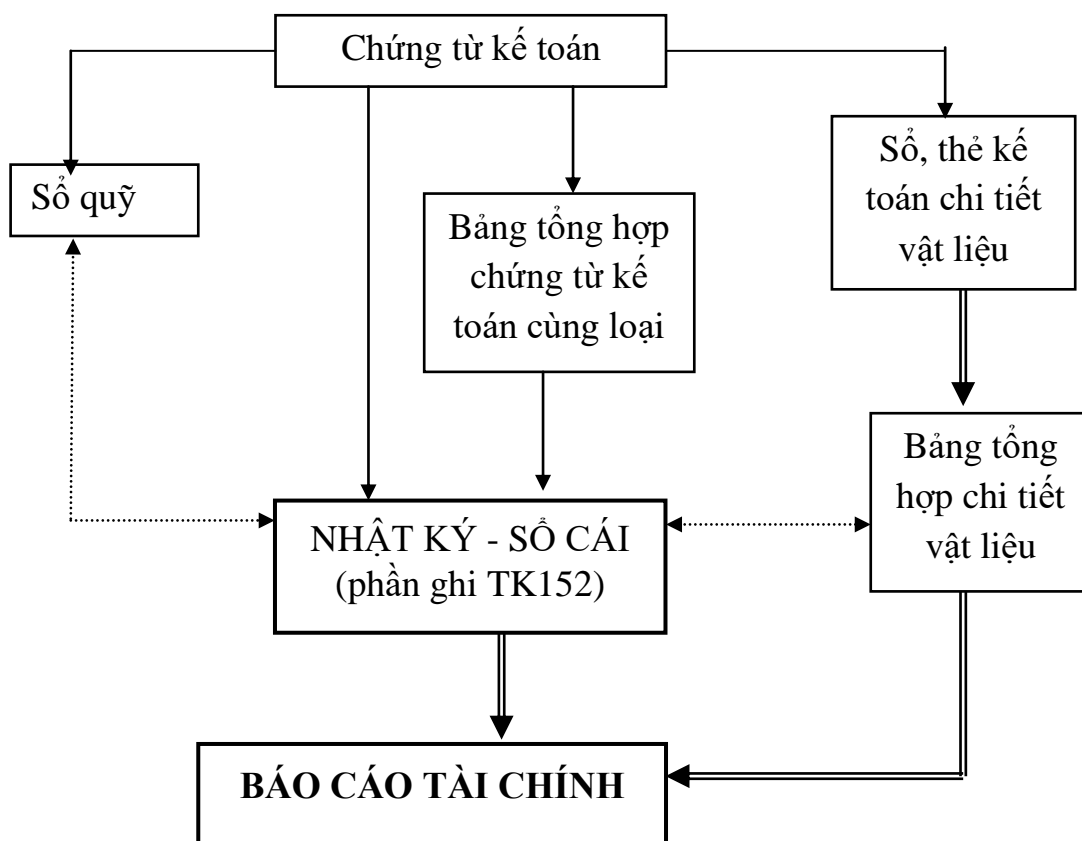 Chứng từ kế toán
Sổ quỹ
Bảng tổng hợp
chứng từ kế
toán cùng loại
Sổ, thẻ kế
toán chi tiết
vật liệu
NHẬT KÝ - SỔ CÁI
(phần ghi TK152)
Bảng tổng
hợp chi tiết
vật liệu
BÁO CÁO TÀI CHÍNH